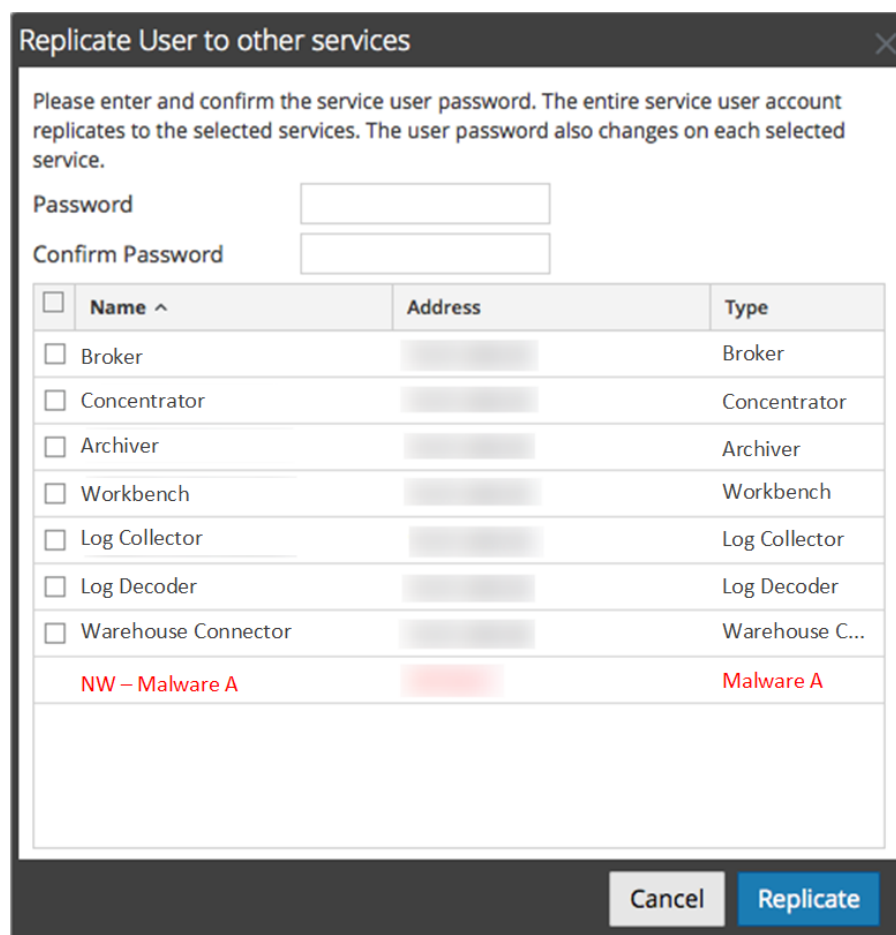 Replicate User to other services
Please enter and confirm the service user password. The entire service user account
replicates to the selected services. The user password also changes on each selected
service.
Password
Confirm Password
Name Address Type
Broker Broker
Concentrator Concentrator
Archiver Archiver
Workbench Workbench
Log Collector Log Collector
Log Decoder Log Decoder
Warehouse Connector Warehouse C...
NW – Malware A Malware A
Cancel Replicate